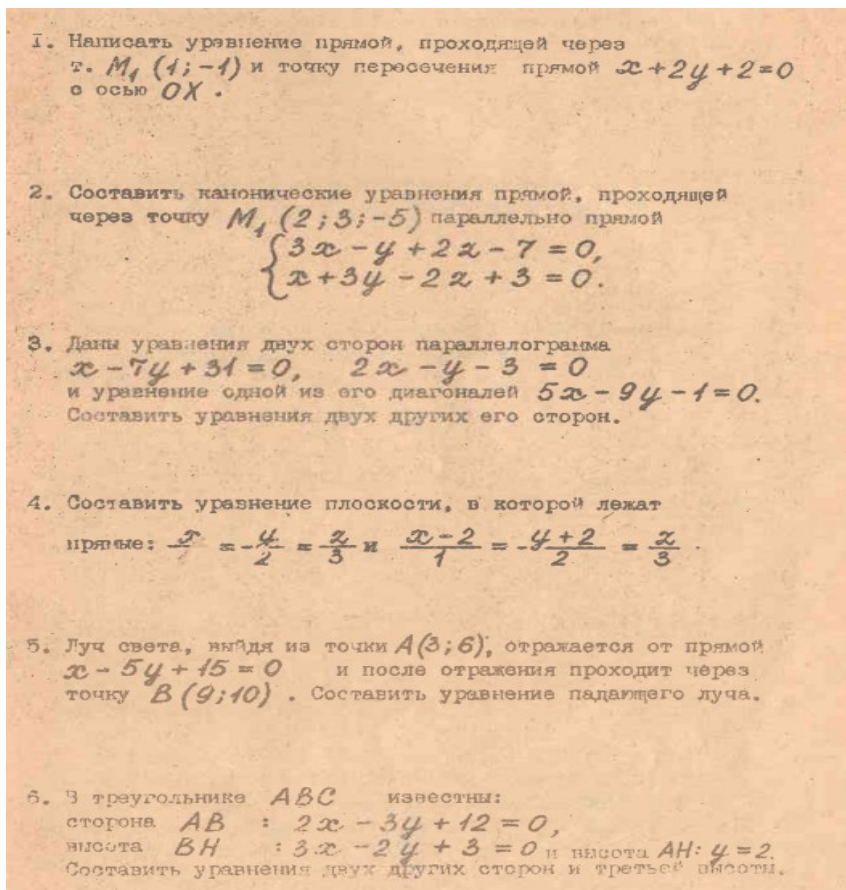 I. Написать уравнение прямой, проходящей через
т. M₁ (1; -1) и точку пересечения прямой x + 2y + 2 = 0
с осью OX .
2. Составить канонические уравнения прямой, проходящей
через точку M₁ (2; 3; -5) параллельно прямой
{ 3x - y + 2z - 7 = 0,
x + 3y - 2z + 3 = 0.
3. Даны уравнения двух сторон параллелограмма
x - 7y + 31 = 0, 2x - y - 3 = 0
и уравнение одной из его диагоналей 5x - 9y - 1 = 0.
Составить уравнения двух других его сторон.
4. Составить уравнение плоскости, в которой лежат
прямые: x/ = y/2 = z/3 и (x-2)/1 = (y+2)/2 = z/3 .
5. Луч света, выйдя из точки A(3; 6), отражается от прямой
x - 5y + 15 = 0 и после отражения проходит через
точку B (9; 10) . Составить уравнение падающего луча.
6. В треугольнике ABC известны:
сторона AB : 2x - 3y + 12 = 0,
высота BH : 3x - 2y + 3 = 0 и высота AH: y = 2.
Составить уравнения двух других сторон и третьей высоты.